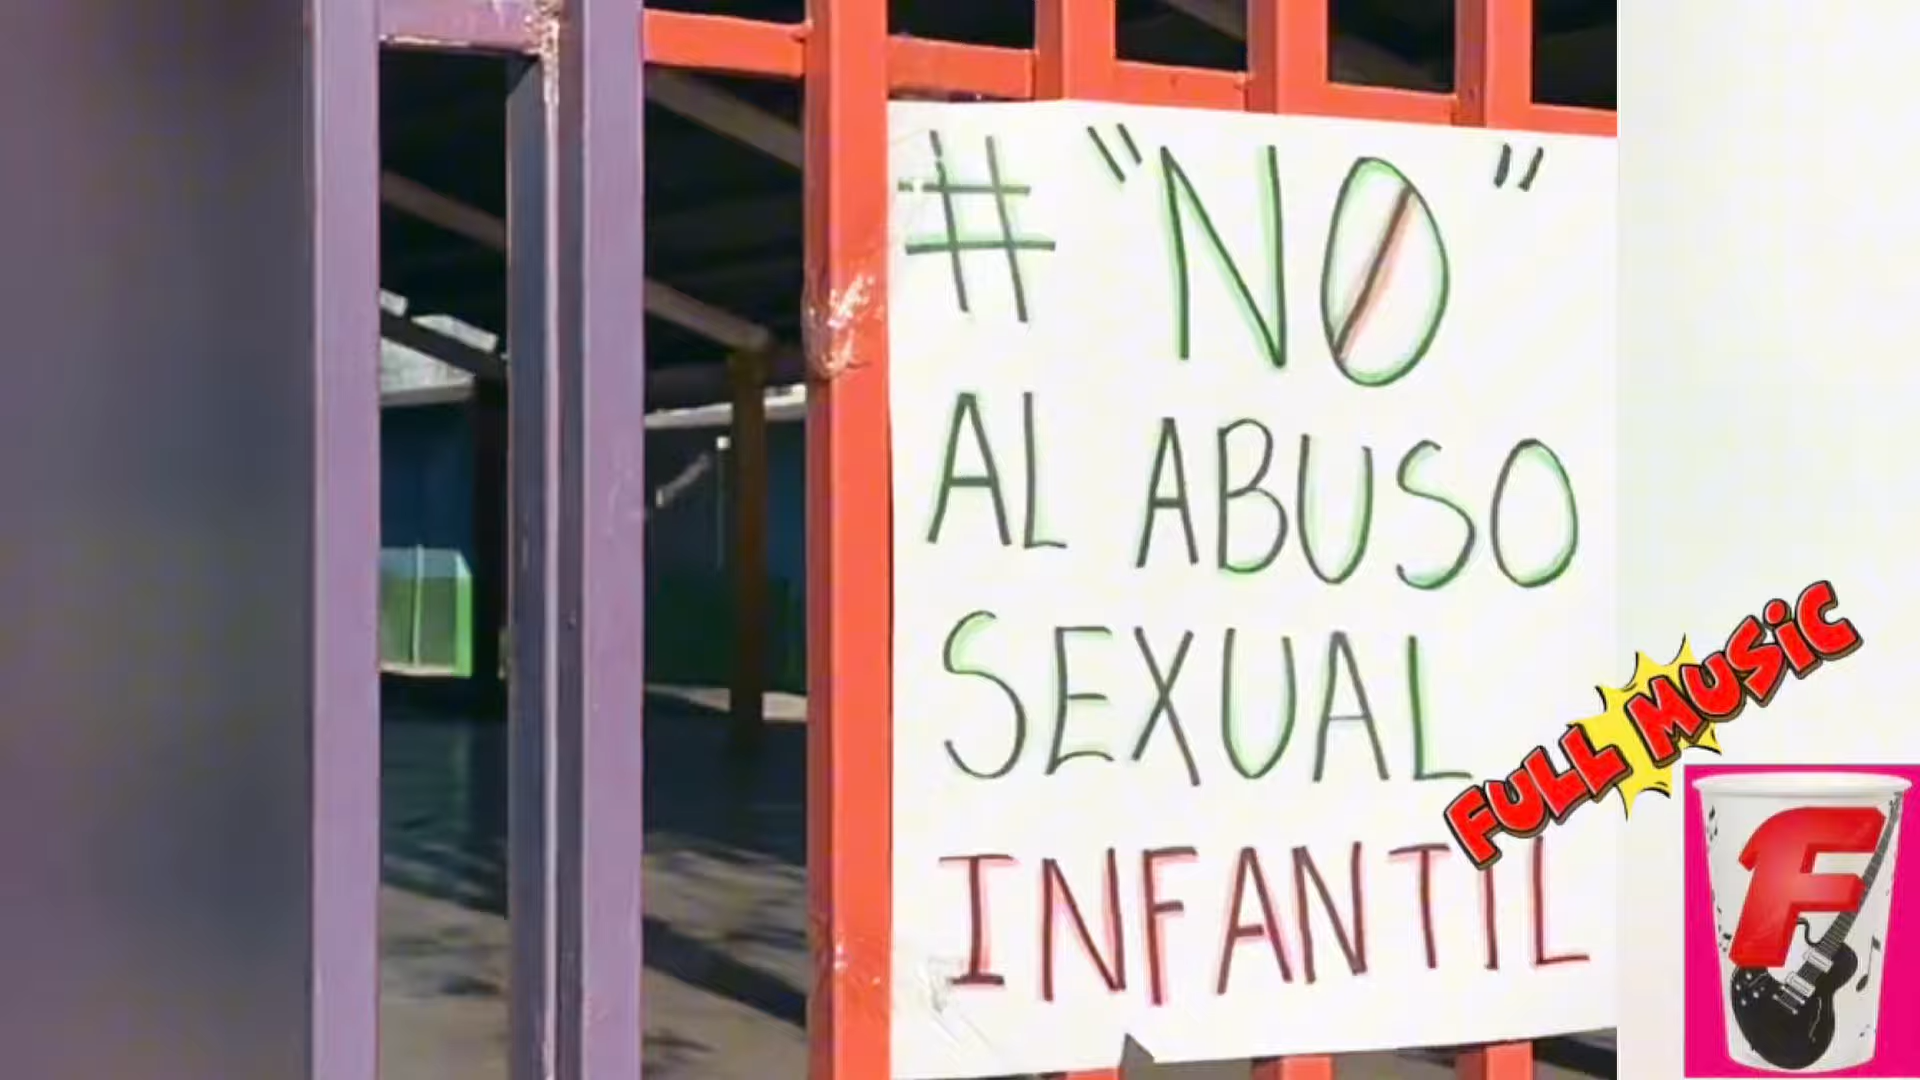 # "NO"
AL ABUSO
SEXUAL
INFANTIL
FULL MUSiC
F